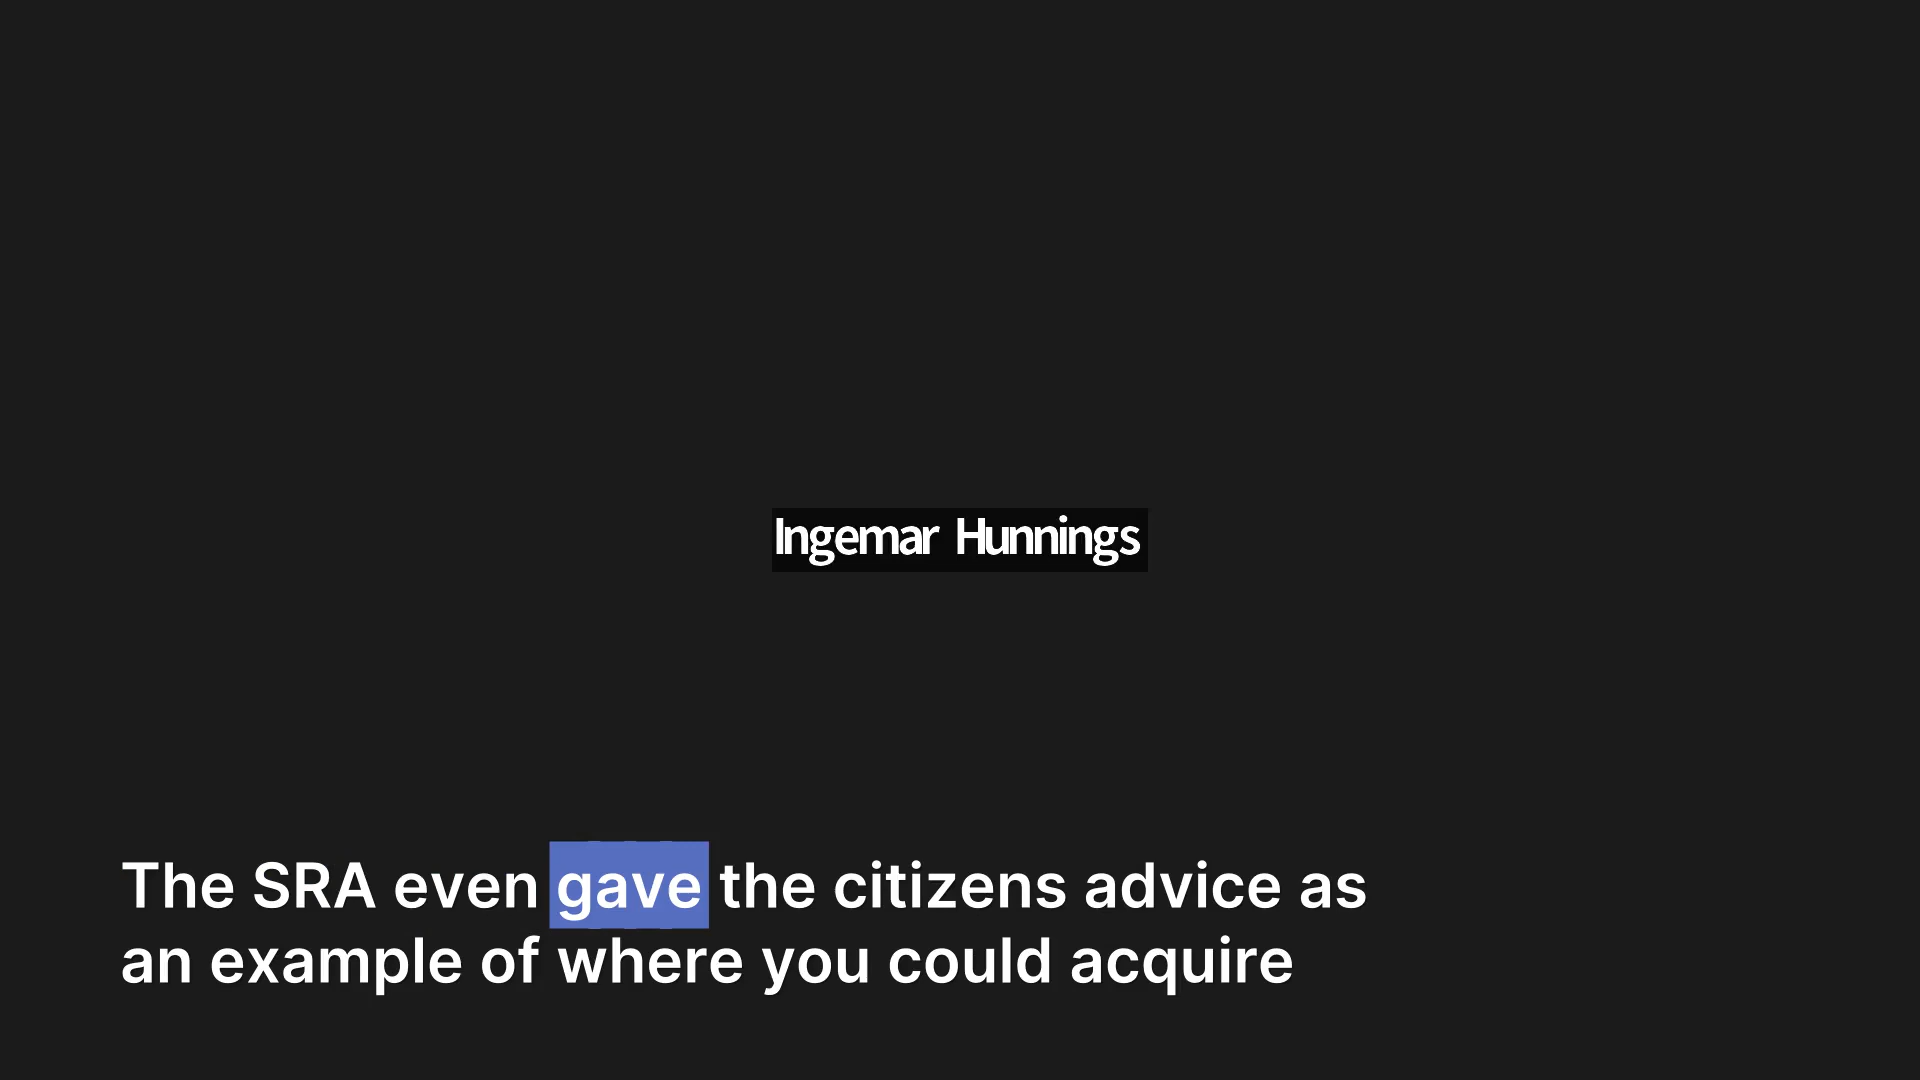 Ingemar Hunnings
The SRA even gave the citizens advice as
an example of where you could acquire